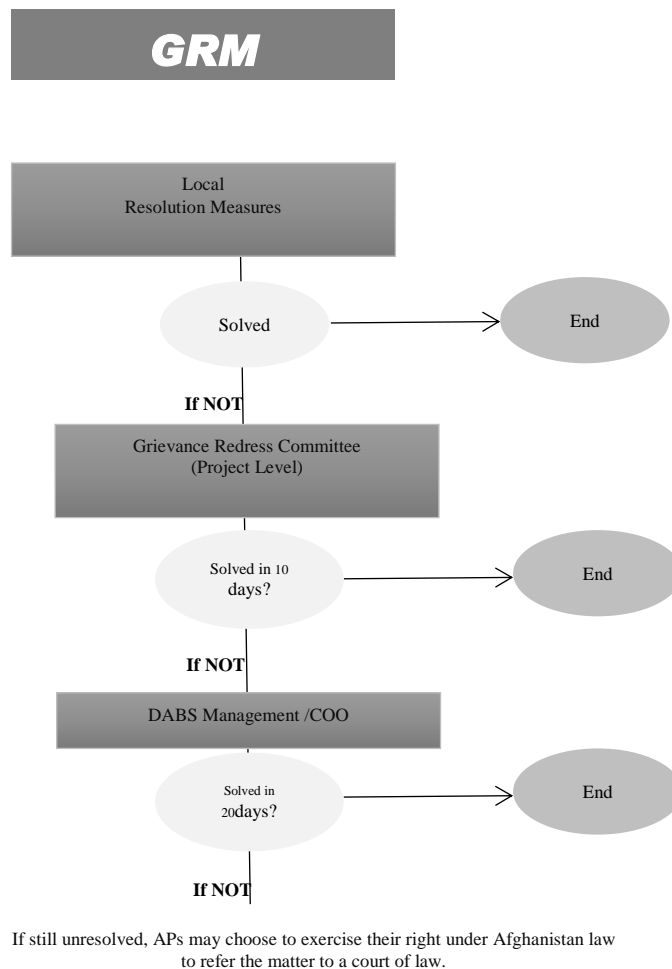 GRM
Local
Resolution Measures
Solved
End
If NOT
Grievance Redress Committee
(Project Level)
Solved in 10
days?
End
If NOT
DABS Management /COO
Solved in
20days?
End
If NOT
If still unresolved, APs may choose to exercise their right under Afghanistan law
to refer the matter to a court of law.